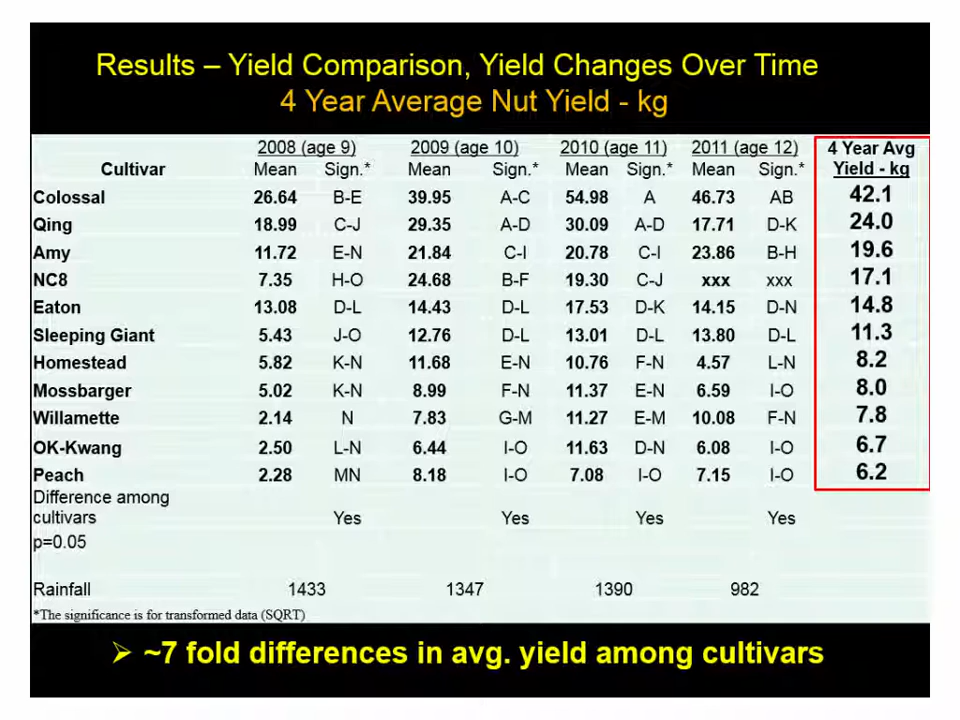 Results – Yield Comparison, Yield Changes Over Time
4 Year Average Nut Yield - kg
2008 (age 9) 2009 (age 10) 2010 (age 11) 2011 (age 12) 4 Year Avg
Cultivar Mean Sign.* Mean Sign.* Mean Sign.* Mean Sign.* Yield - kg
Colossal 26.64 B-E 39.95 A-C 54.98 A 46.73 AB 42.1
Qing 18.99 C-J 29.35 A-D 30.09 A-D 17.71 D-K 24.0
Amy 11.72 E-N 21.84 C-I 20.78 C-I 23.86 B-H 19.6
NC8 7.35 H-O 24.68 B-F 19.30 C-J xxx xxx 17.1
Eaton 13.08 D-L 14.43 D-L 17.53 D-K 14.15 D-N 14.8
Sleeping Giant 5.43 J-O 12.76 D-L 13.01 D-L 13.80 D-L 11.3
Homestead 5.82 K-N 11.68 E-N 10.76 F-N 4.57 L-N 8.2
Mossbarger 5.02 K-N 8.99 F-N 11.37 E-N 6.59 I-O 8.0
Willamette 2.14 N 7.83 G-M 11.27 E-M 10.08 F-N 7.8
OK-Kwang 2.50 L-N 6.44 I-O 11.63 D-N 6.08 I-O 6.7
Peach 2.28 MN 8.18 I-O 7.08 I-O 7.15 I-O 6.2
Difference among
cultivars Yes Yes Yes Yes
p=0.05
Rainfall 1433 1347 1390 982
*The significance is for transformed data (SQRT)
➢ ~7 fold differences in avg. yield among cultivars